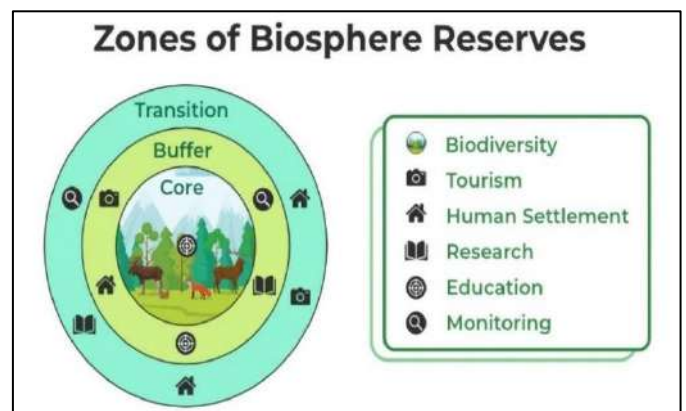 Zones of Biosphere Reserves
Transition
Buffer
Core
Biodiversity
Tourism
Human Settlement
Research
Education
Monitoring